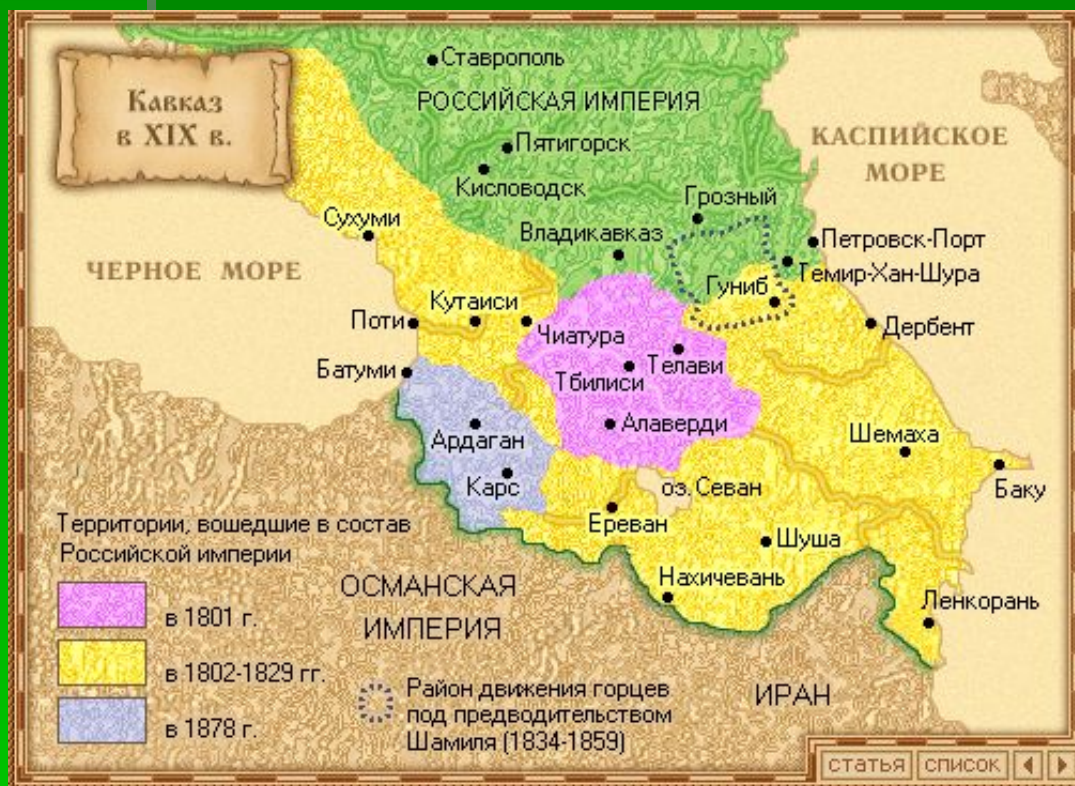 Кавказ
в XIX в.
Ставрополь
РОССИЙСКАЯ ИМПЕРИЯ
Пятигорск
Кисловодск
КАСПИЙСКОЕ
МОРЕ
Грозный
Сухуми
Владикавказ
Петровск-Порт
ЧЕРНОЕ МОРЕ
Темир-Хан-Шура
Гуниб
Кутаиси
Поти
Чиатура
Дербент
Батуми
Телави
Тбилиси
Ардаган
Алаверди
Шемаха
Карс
оз. Севан
Баку
Ереван
Шуша
Нахичевань
Ленкорань
Территории, вошедшие в состав
Российской империи
в 1801 г.
в 1802-1829 гг.
в 1878 г.
ОСМАНСКАЯ
ИМПЕРИЯ
Район движения горцев
под предводительством
Шамиля (1834-1859)
ИРАН
статья список